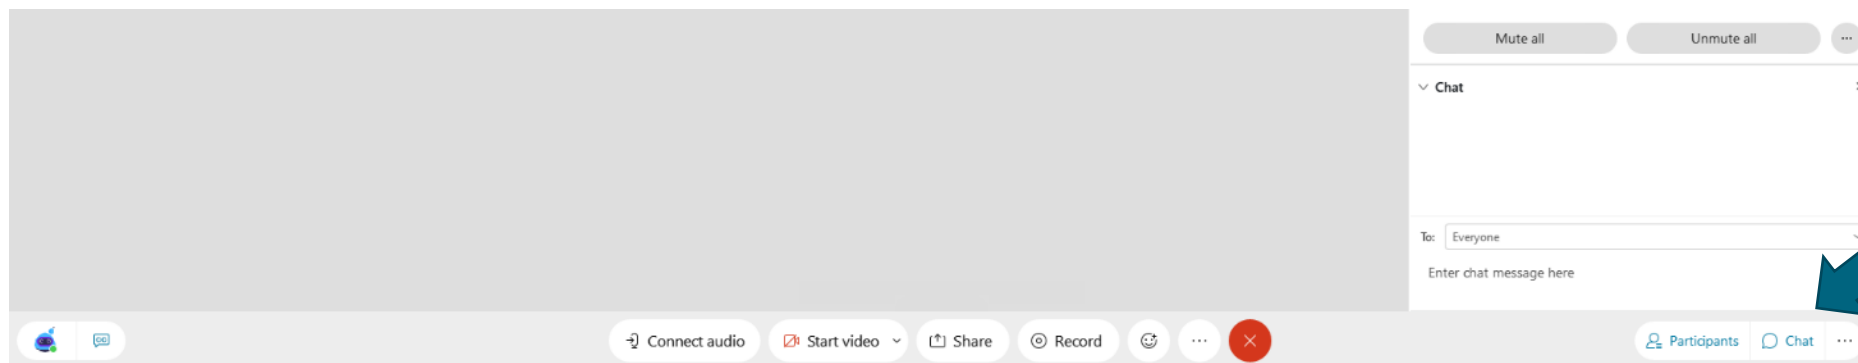 Mute all Unmute all ...
Chat
To: Everyone
Enter chat message here
Connect audio Start video Share Record ... Participants Chat ...